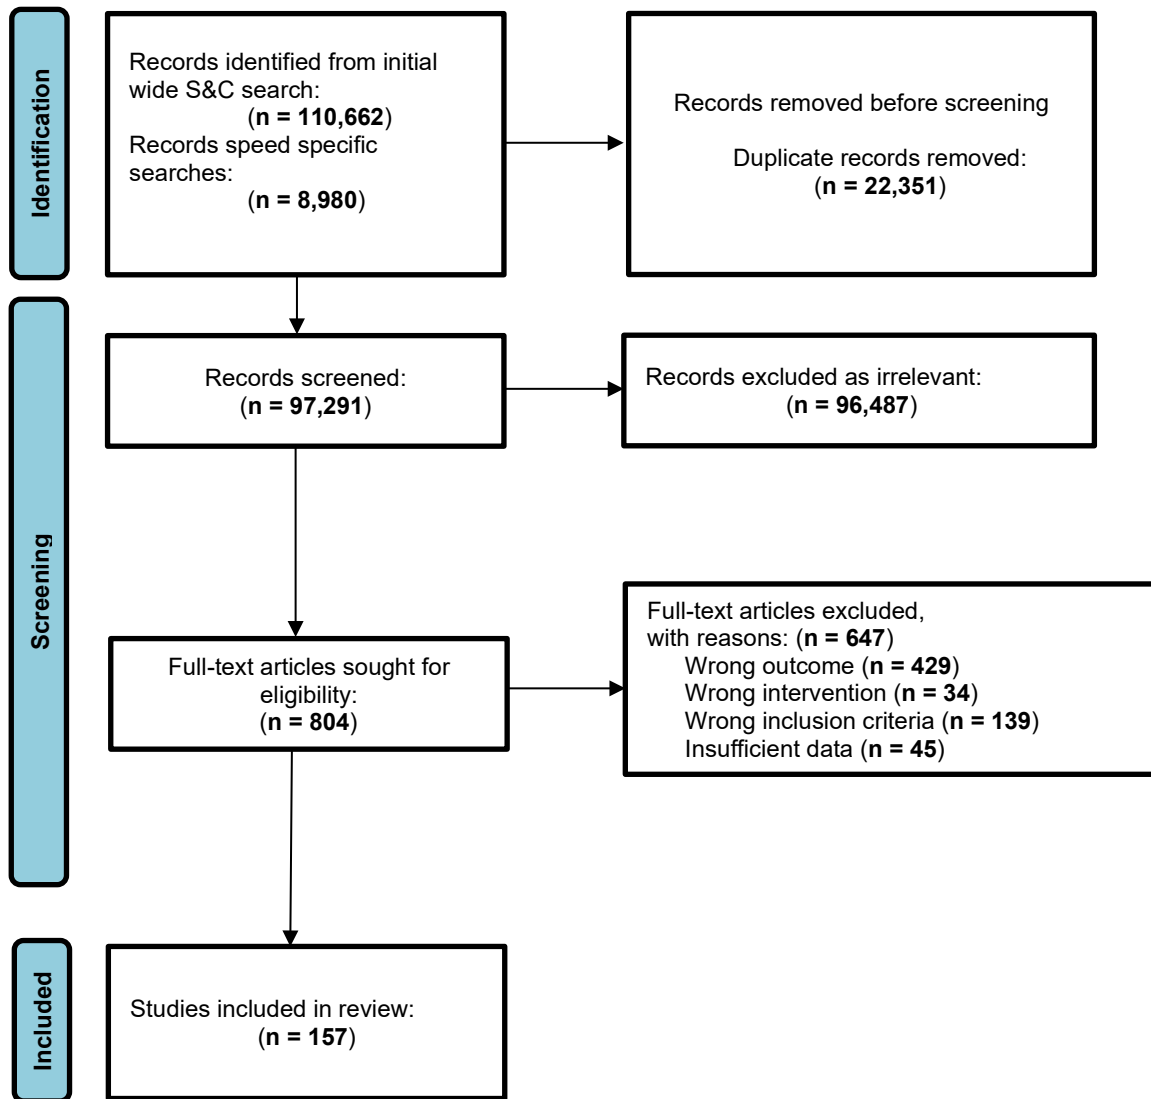 Identification
Records identified from initial
wide S&C search:
(n = 110,662)
Records speed specific
searches:
(n = 8,980)
Records removed before screening
Duplicate records removed:
(n = 22,351)
Screening
Records screened:
(n = 97,291)
Records excluded as irrelevant:
(n = 96,487)
Full-text articles sought for
eligibility:
(n = 804)
Full-text articles excluded,
with reasons: (n = 647)
Wrong outcome (n = 429)
Wrong intervention (n = 34)
Wrong inclusion criteria (n = 139)
Insufficient data (n = 45)
Included
Studies included in review:
(n = 157)